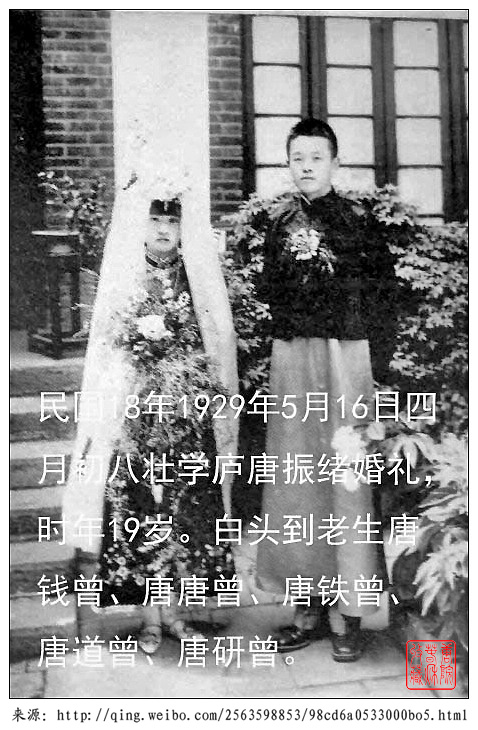 民国18年1929年5月16日四
月初八壮学庐唐振绪婚礼，
时年19岁。白头到老生唐
钱曾、唐唐曾、唐铁曾、
唐道曾、唐研曾。
来源：http://qing.weibo.com/2563598853/98cd6a0533000bo5.html